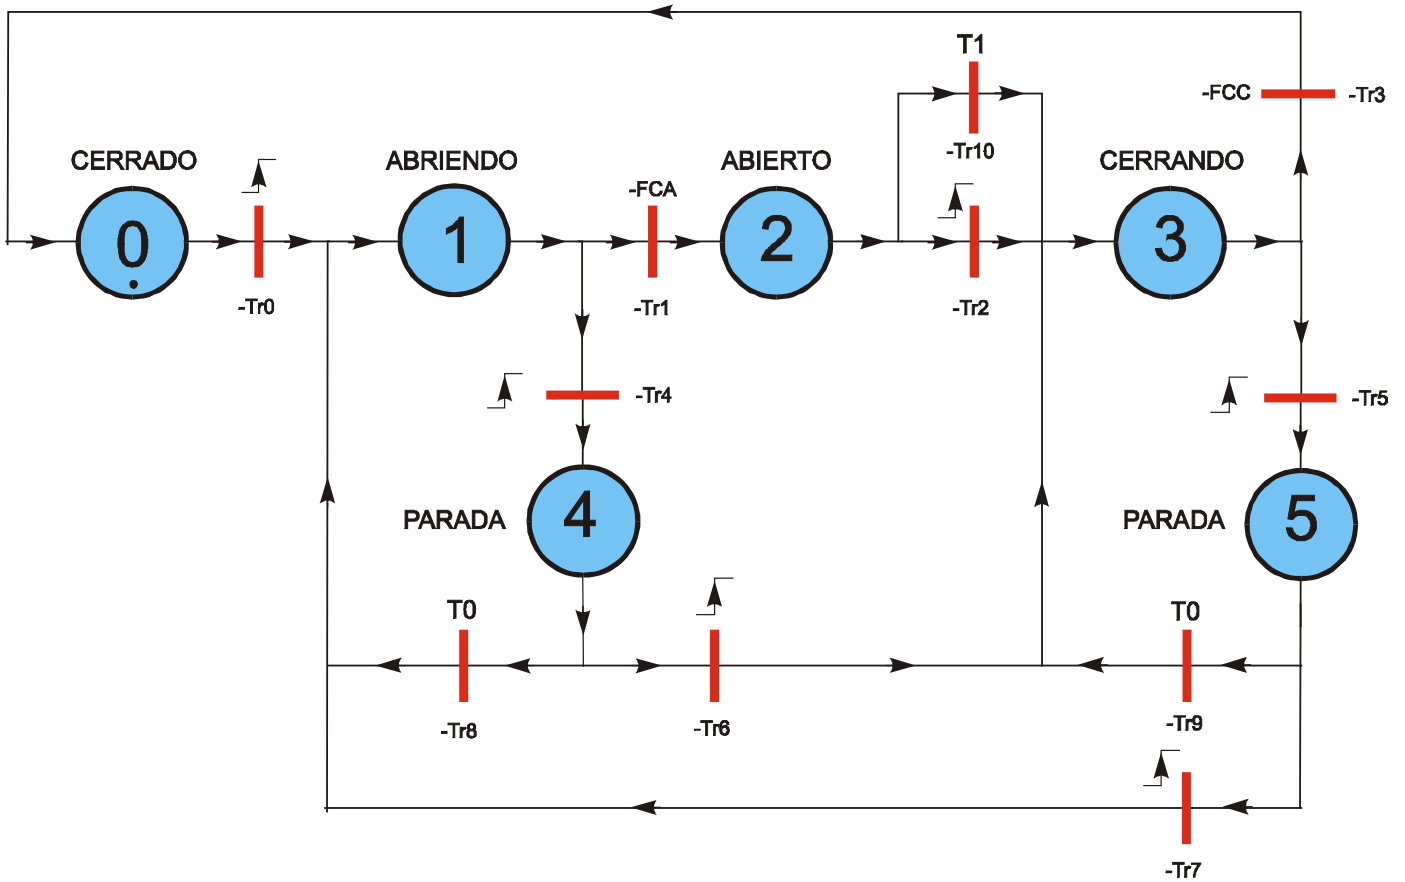 T1
-FCC
-Tr3
-Tr10
CERRADO
ABRIENDO
ABIERTO
CERRANDO
-FCA
0
1
2
3
-Tr0
-Tr1
-Tr2
-Tr4
-Tr5
PARADA
4
PARADA
5
T0
T0
-Tr8
-Tr6
-Tr9
-Tr7